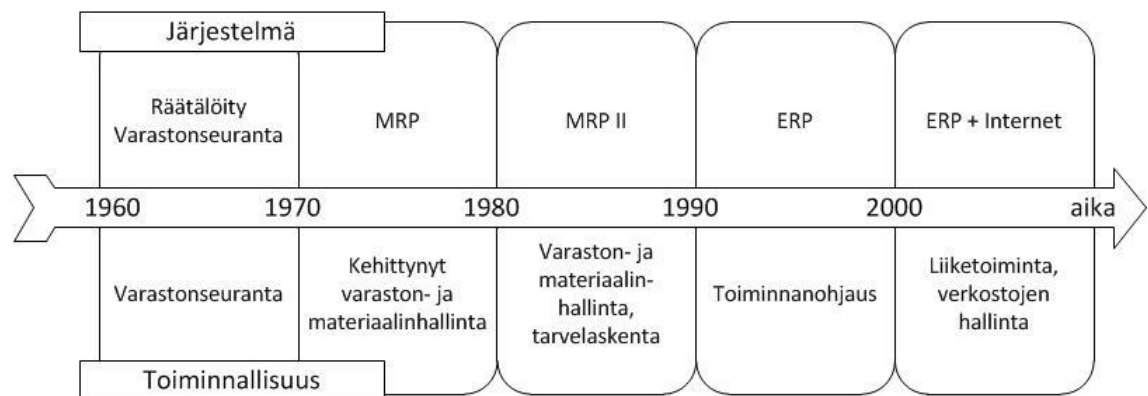 Järjestelmä
Räätälöity
Varastonseuranta
MRP
MRP II
ERP
ERP + Internet
1960
1970
1980
1990
2000
aika
Varastonseuranta
Kehittynyt
varaston- ja
materiaalinhallinta
Varaston- ja
materiaalin-
hallinta,
tarvelaskenta
Toiminnanohjaus
Liiketoiminta,
verkostojen
hallinta
Toiminnallisuus